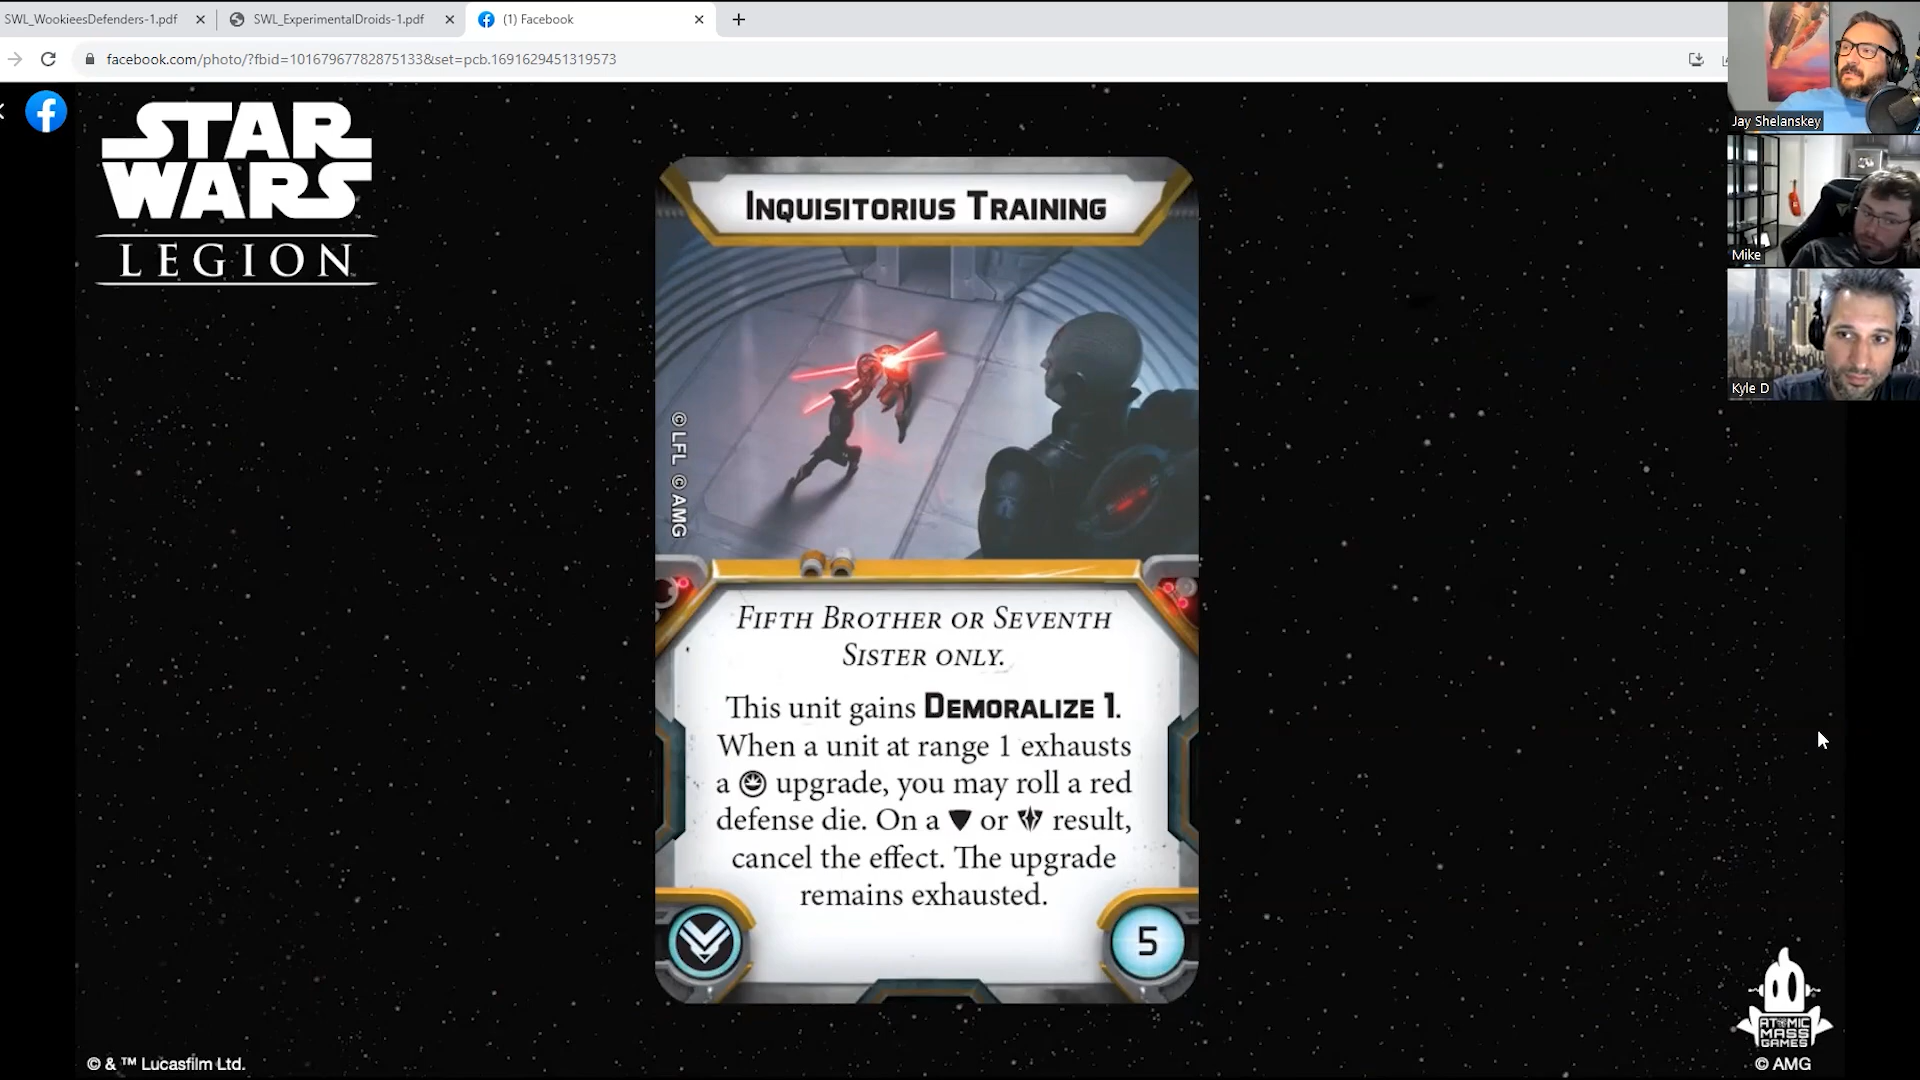 SWL_WookieesDefenders-1.pdf
SWL_ExperimentalDroids-1.pdf
(1) Facebook
facebook.com/photo/?fbid=10167967782875133&set=pcb.1691629451319573
STAR
WARS
LEGION
Inquisitorius Training
© LFL © AMG
Fifth Brother or Seventh
Sister only.
This unit gains Demoralize 1.
When a unit at range 1 exhausts
a upgrade, you may roll a red
defense die. On a or result,
cancel the effect. The upgrade
remains exhausted.
5
Jay Shelanskey
Mike
Kyle D
© & ™ Lucasfilm Ltd.
ATOMIC
MASS
GAMES
© AMG